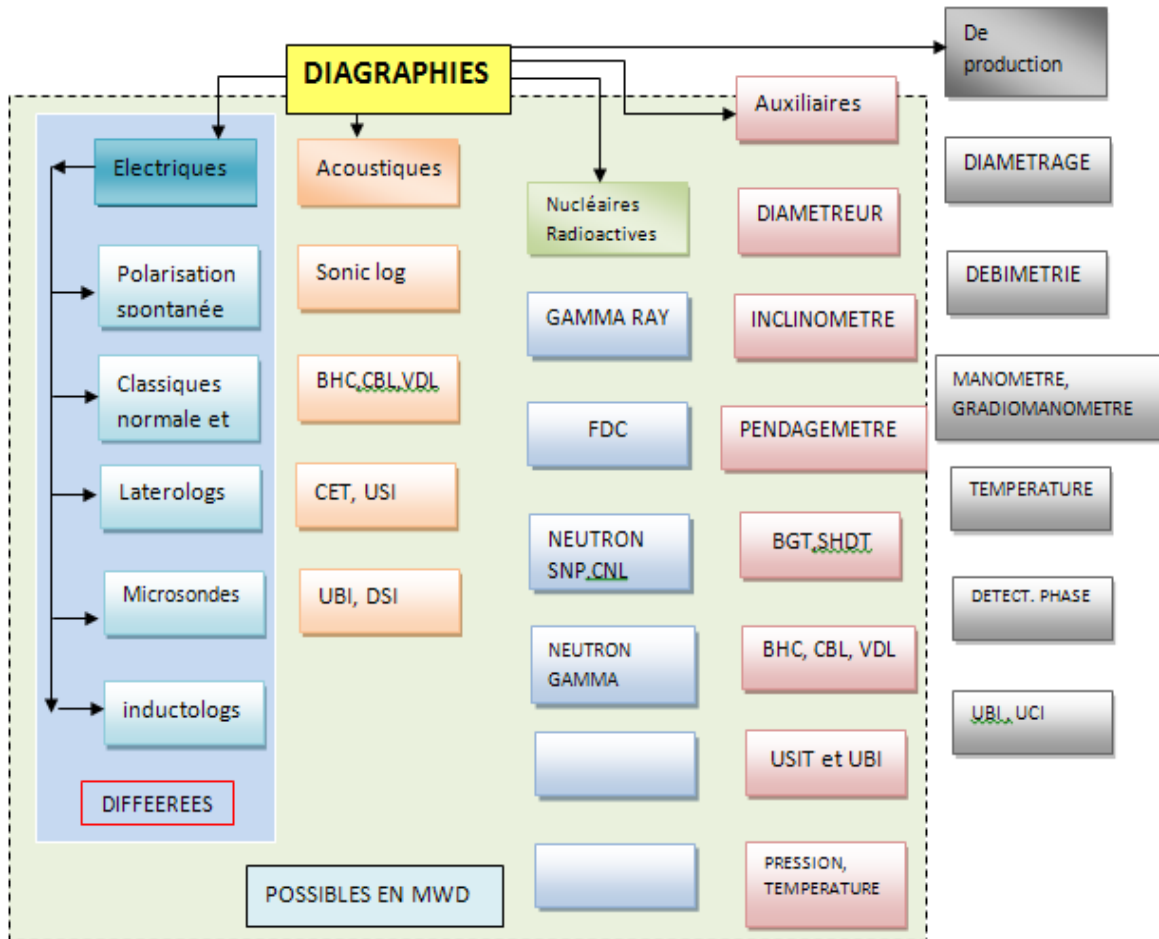 DIAGRAPHIES
De
production
Auxiliaires
Electriques
Acoustiques
Nucléaires
Radioactives
Polarisation
spontanée
Classiques
normale et
Laterologs
Microsondes
inductologs
DIFFEEREES
Sonic log
BHC,CBL,VDL
CET, USI
UBI, DSI
GAMMA RAY
FDC
NEUTRON
SNP,CNL
NEUTRON
GAMMA
DIAMETREUR
INCLINOMETRE
PENDAGEMETRE
BGT,SHDT
BHC, CBL, VDL
USIT et UBI
PRESSION,
TEMPERATURE
DIAMETRAGE
DEBIMETRIE
MANOMETRE,
GRADIOMANOMETRE
TEMPERATURE
DETECT. PHASE
UBI, UCI
POSSIBLES EN MWD